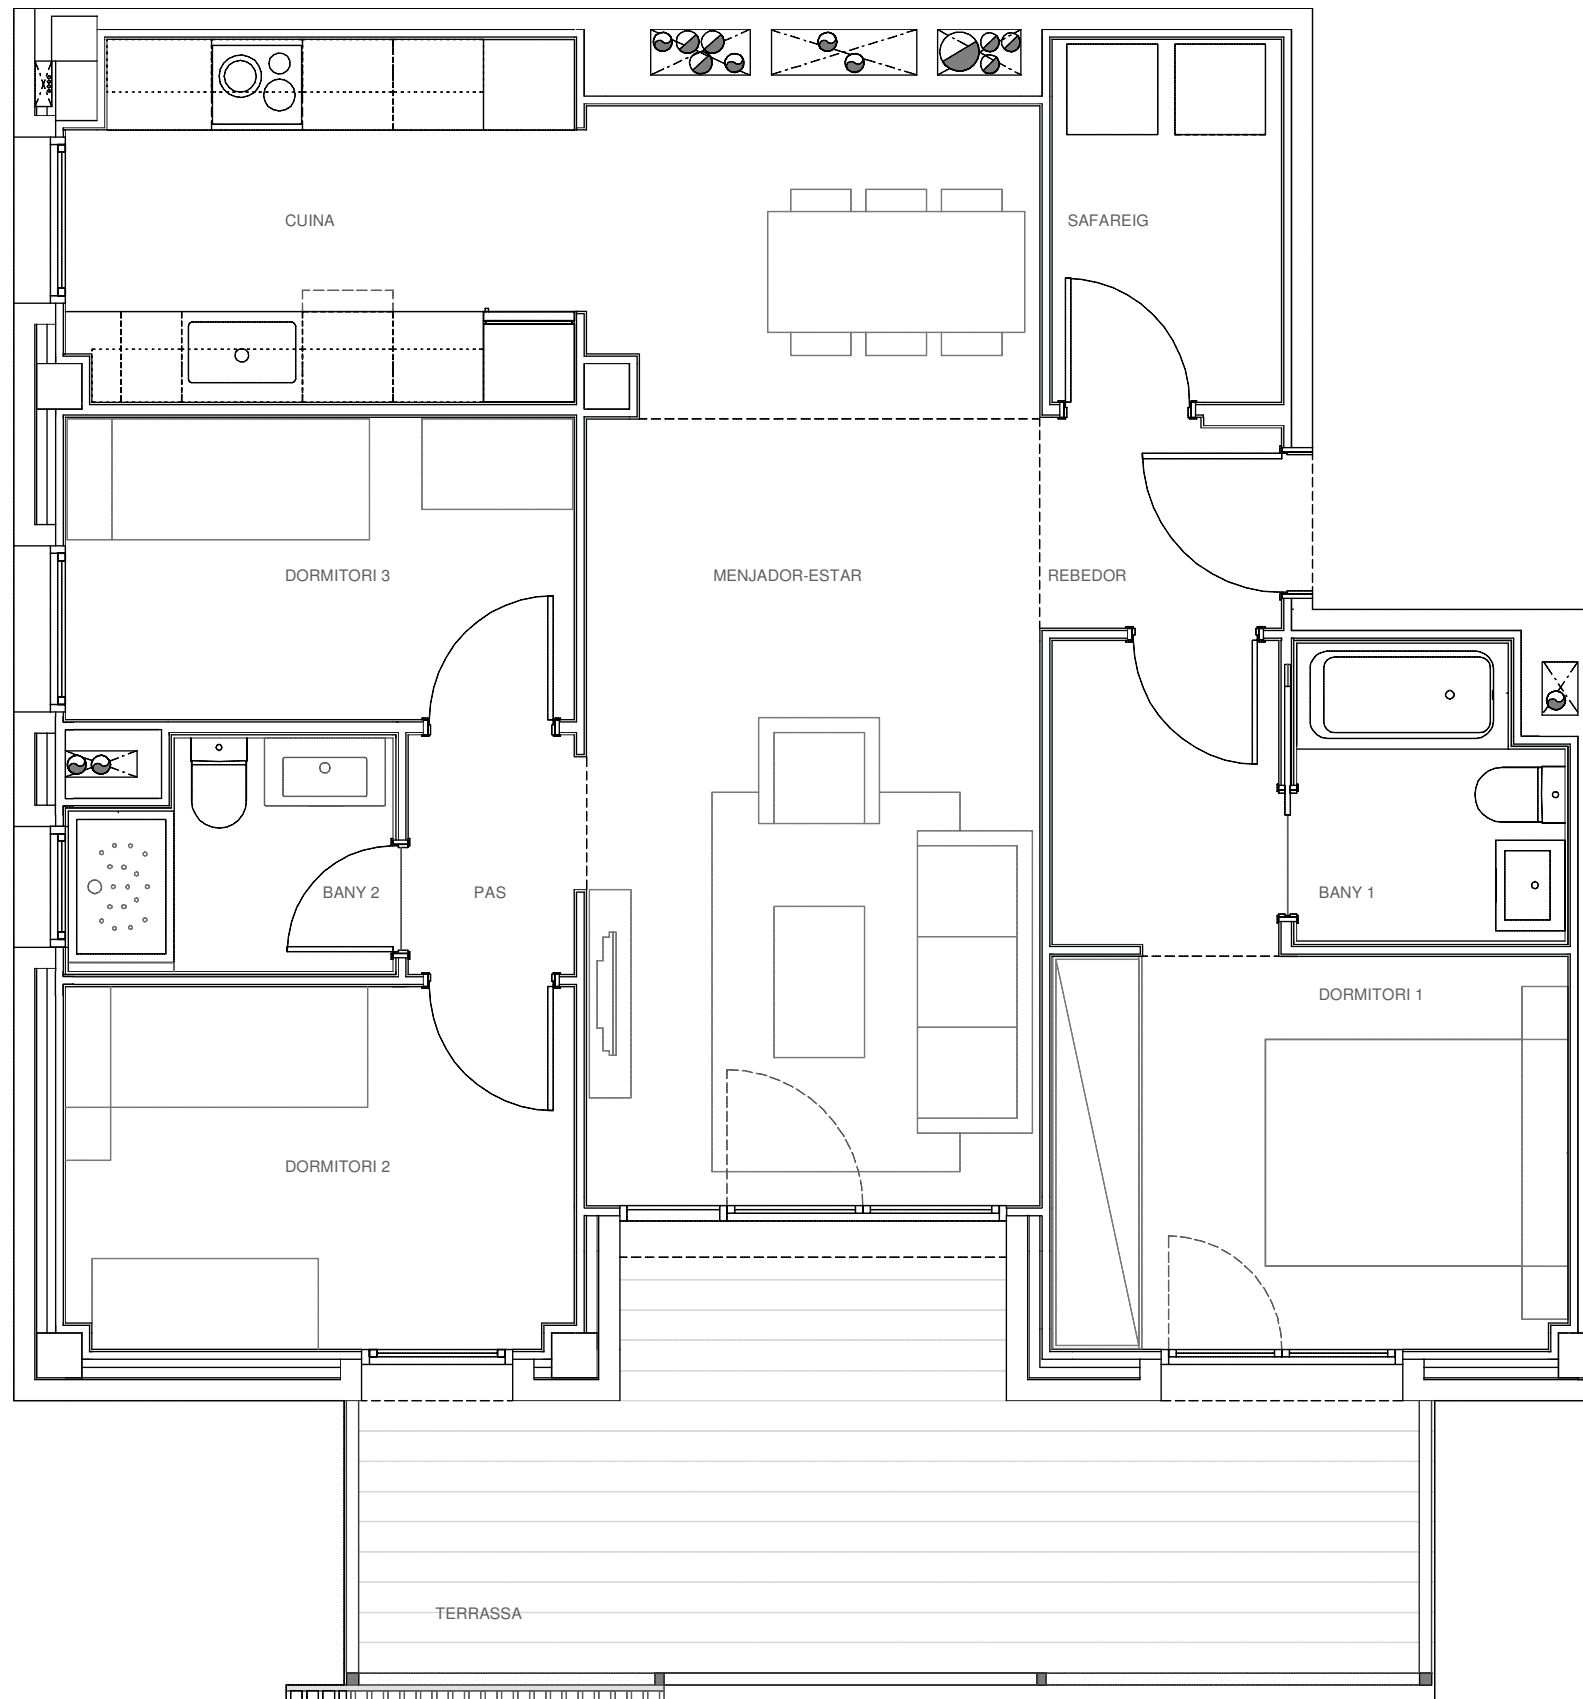 CUINA
SAFAREIG
DORMITORI 3
MENJADOR-ESTAR
REBEDOR
BANY 2
PAS
BANY 1
DORMITORI 1
DORMITORI 2
TERRASSA